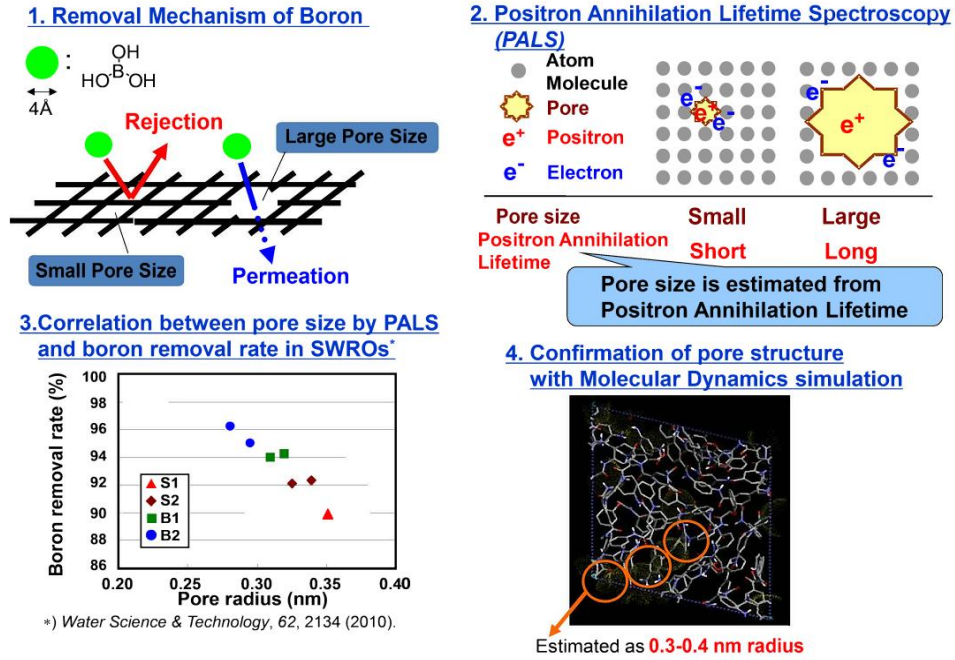 1. Removal Mechanism of Boron
:
OH
B
HO
OH
4Å
Rejection
Large Pore Size
Small Pore Size
Permeation
2. Positron Annihilation Lifetime Spectroscopy
(PALS)
Atom
Molecule
Pore
e+ Positron
e- Electron
e-
e+
e-
e-
e+
e-
Pore size Small Large
Positron Annihilation
Lifetime Short Long
Pore size is estimated from
Positron Annihilation Lifetime
3.Correlation between pore size by PALS
and boron removal rate in SWROs*
Boron removal rate (%)
100
98
96
94
92
90
88
86
S1
S2
B1
B2
0.20 0.25 0.30 0.35 0.40
Pore radius (nm)
*) Water Science & Technology, 62, 2134 (2010).
4. Confirmation of pore structure
with Molecular Dynamics simulation
Estimated as 0.3-0.4 nm radius